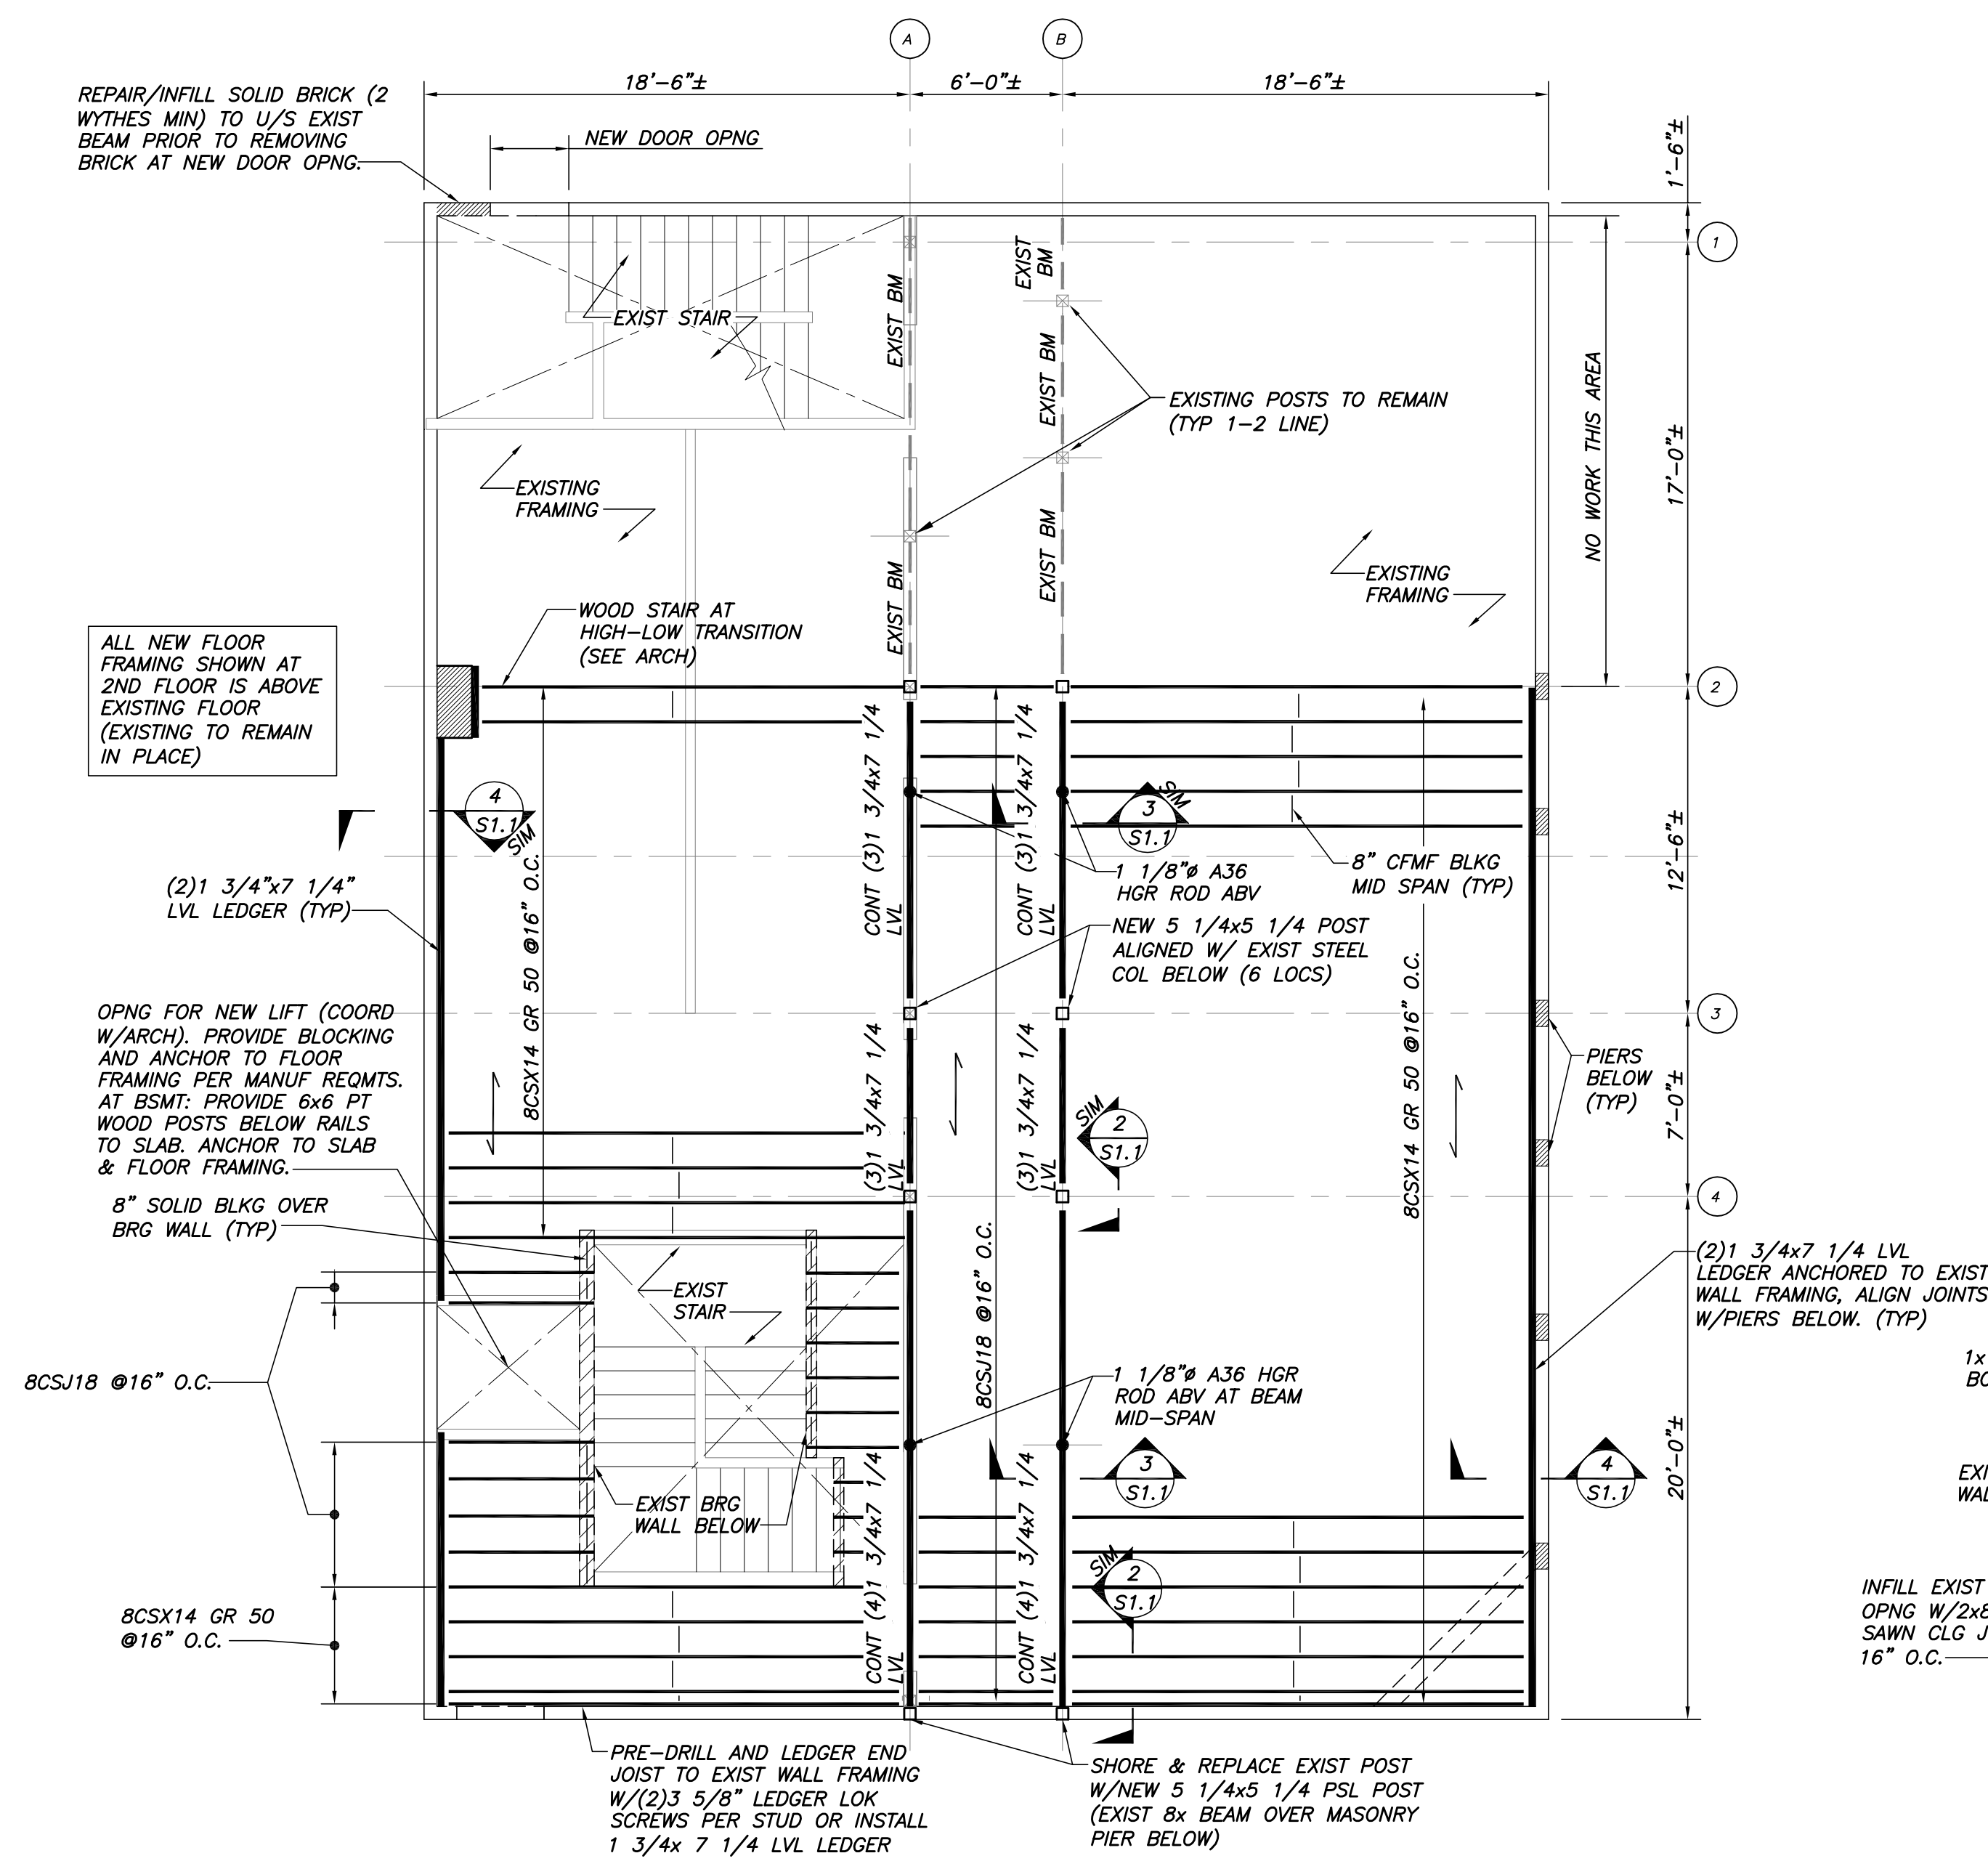 A
B
18'-6"±
6'-0"±
18'-6"±
REPAIR/INFILL SOLID BRICK (2
WYTHES MIN) TO U/S EXIST
BEAM PRIOR TO REMOVING
BRICK AT NEW DOOR OPNG.
NEW DOOR OPNG
1'-6"±
1
EXIST BM
EXIST
BM
EXIST STAIR
EXIST BM
EXISTING POSTS TO REMAIN
(TYP 1-2 LINE)
NO WORK THIS AREA
17'-0"±
EXISTING
FRAMING
EXIST BM
EXIST BM
EXISTING
FRAMING
WOOD STAIR AT
HIGH-LOW TRANSITION
(SEE ARCH)
ALL NEW FLOOR
FRAMING SHOWN AT
2ND FLOOR IS ABOVE
EXISTING FLOOR
(EXISTING TO REMAIN
IN PLACE)
2
CONT (3)1 3/4x7 1/4
LVL
CONT (3)1 3/4x7 1/4
LVL
4
S1.1
SIM
3
S1.1
SIM
12'-6"±
(2)1 3/4"x7 1/4"
LVL LEDGER (TYP)
8CSX14 GR 50 @16" O.C.
1 1/8"ø A36
HGR ROD ABV
8" CFMF BLKG
MID SPAN (TYP)
NEW 5 1/4x5 1/4 POST
ALIGNED W/ EXIST STEEL
COL BELOW (6 LOCS)
8CSX14 GR 50 @16" O.C.
OPNG FOR NEW LIFT (COORD
W/ARCH). PROVIDE BLOCKING
AND ANCHOR TO FLOOR
FRAMING PER MANUF REQMTS.
AT BSMT: PROVIDE 6x6 PT
WOOD POSTS BELOW RAILS
TO SLAB. ANCHOR TO SLAB
& FLOOR FRAMING.
3
PIERS
BELOW
(TYP)
(3)1 3/4x7 1/4
LVL
(3)1 3/4x7 1/4
LVL
SIM
2
S1.1
7'-0"±
4
8" SOLID BLKG OVER
BRG WALL (TYP)
(2)1 3/4x7 1/4 LVL
LEDGER ANCHORED TO EXIST
WALL FRAMING, ALIGN JOINTS
W/PIERS BELOW. (TYP)
EXIST
STAIR
8CSJ18 @16" O.C.
8CSJ18 @16" O.C.
1 1/8"ø A36 HGR
ROD ABV AT BEAM
MID-SPAN
1x
BO
20'-0"±
3
S1.1
4
S1.1
EXI
WAL
EXIST BRG
WALL BELOW
CONT (4)1 3/4x7 1/4
LVL
CONT (4)1 3/4x7 1/4
LVL
SIM
2
S1.1
INFILL EXIST
OPNG W/2x8
SAWN CLG J
16" O.C.
8CSX14 GR 50
@16" O.C.
PRE-DRILL AND LEDGER END
JOIST TO EXIST WALL FRAMING
W/(2)3 5/8" LEDGER LOK
SCREWS PER STUD OR INSTALL
1 3/4x 7 1/4 LVL LEDGER
SHORE & REPLACE EXIST POST
W/NEW 5 1/4x5 1/4 PSL POST
(EXIST 8x BEAM OVER MASONRY
PIER BELOW)